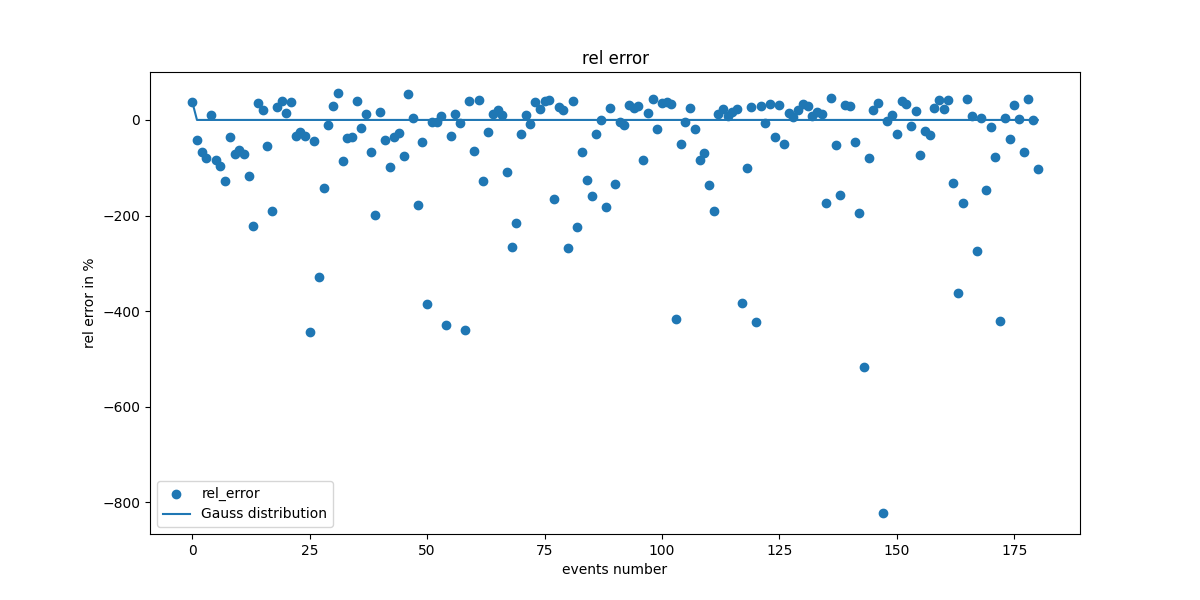 rel error
0
−200
−400
−600
−800
rel error in %
rel_error
Gauss distribution
0 25 50 75 100 125 150 175
events number